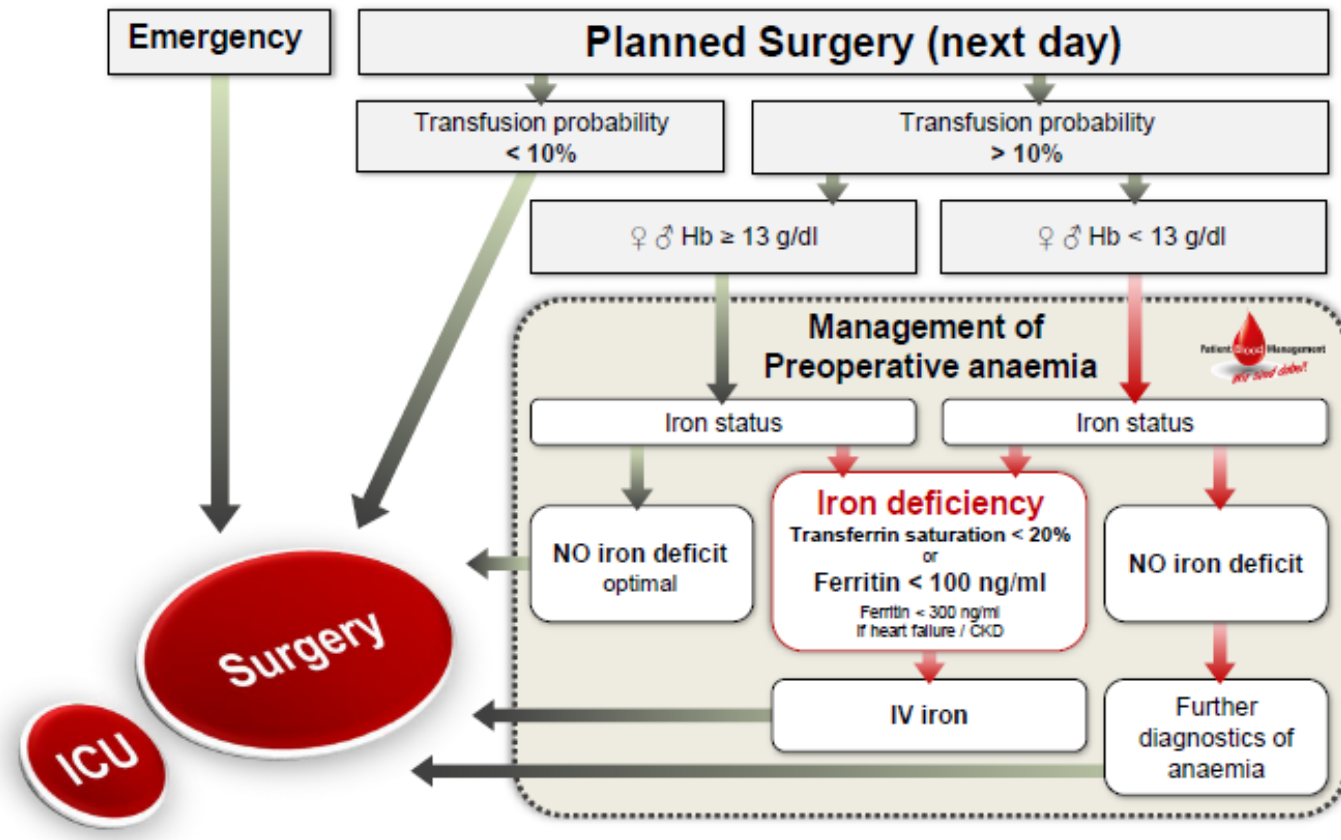 Emergency
Planned Surgery (next day)
Transfusion probability
< 10%
Transfusion probability
> 10%
♀ ♂ Hb ≥ 13 g/dl
♀ ♂ Hb < 13 g/dl
Management of
Preoperative anaemia
Patient Blood Management
Wir sind dabei!
Iron status
Iron status
NO iron deficit
optimal
Iron deficiency
Transferrin saturation < 20%
or
Ferritin < 100 ng/ml
Ferritin < 300 ng/ml
If heart failure / CKD
NO iron deficit
Surgery
IV iron
Further
diagnostics of
anaemia
ICU